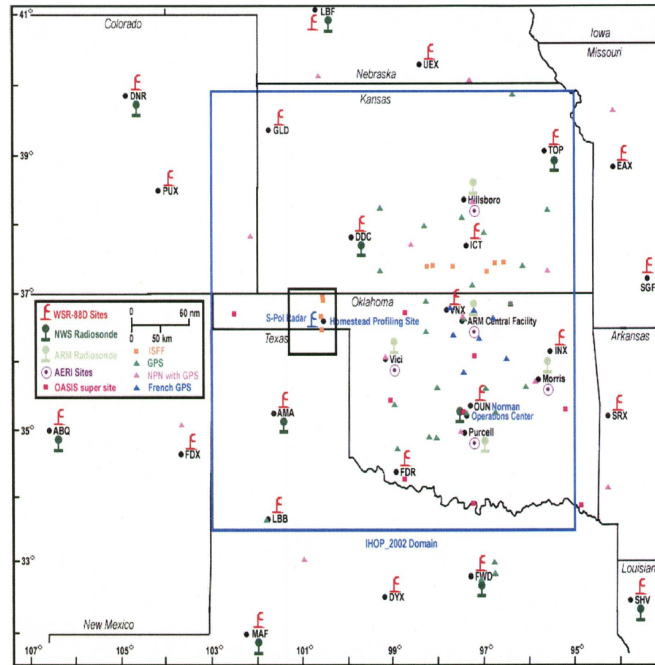 41°
Colorado
LBF
Iowa
Missouri
UEX
Nebraska
Kansas
DNR
GLD
39°
TOP
EAX
PUX
Hillsboro
DDC
ICT
SGF
37°
Oklahoma
WSR-88D Sites
0 60 nm
0 50 km
NWS Radiosonde
ARM Radiosonde
ISFF
AERI Sites
GPS
NPN with GPS
OASIS super site
French GPS
S-Pol Radar
Homestead Profiling Site
Texas
VNX
ARM Central Facility
Vici
INX
Arkansas
Morris
AMA
OUN Norman
Operations Center
SRX
35°
ABQ
Purcell
FDX
FDR
LBB
IHOP_2002 Domain
33°
FWD
Louisian
DYX
SHV
New Mexico
MAF
107° 105° 103° 101° 99° 97° 95°